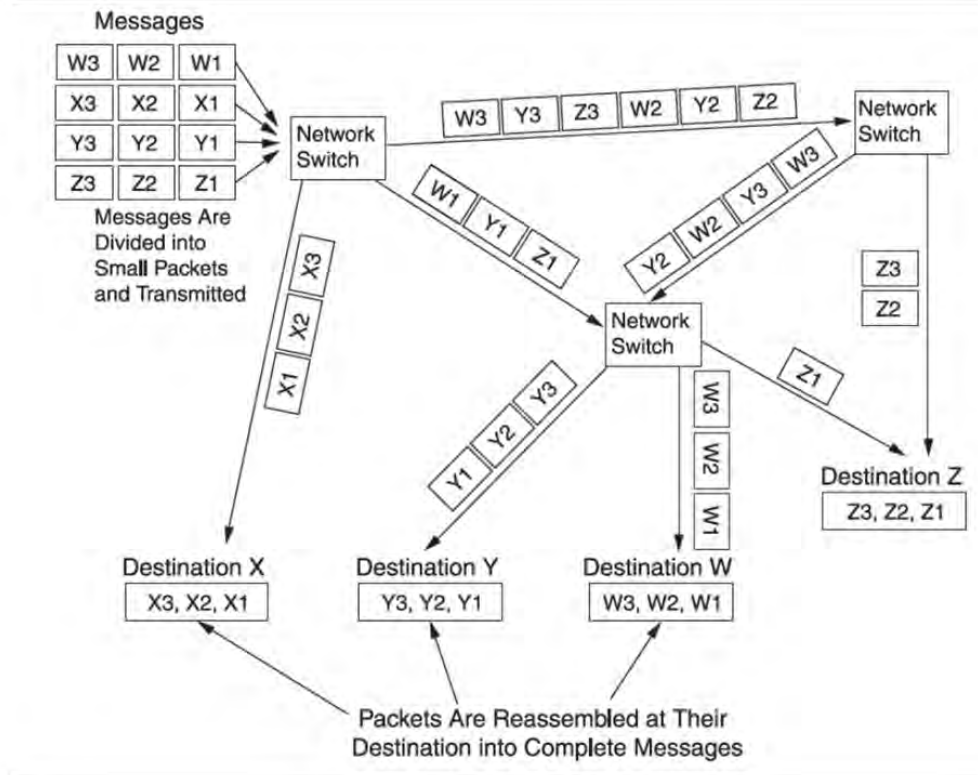 Messages
W3 W2 W1
X3 X2 X1
Y3 Y2 Y1
Z3 Z2 Z1
Messages Are
Divided into
Small Packets
and Transmitted
Network
Switch
W3 Y3 Z3 W2 Y2 Z2
Network
Switch
W1 Y1 Z1
Y2 W2 Y3 W3
X1 X2 X3
Z3
Z2
Network
Switch
Y1 Y2 Y3
W3
W2
W1
Z1
Destination Z
Z3, Z2, Z1
Destination X
X3, X2, X1
Destination Y
Y3, Y2, Y1
Destination W
W3, W2, W1
Packets Are Reassembled at Their
Destination into Complete Messages